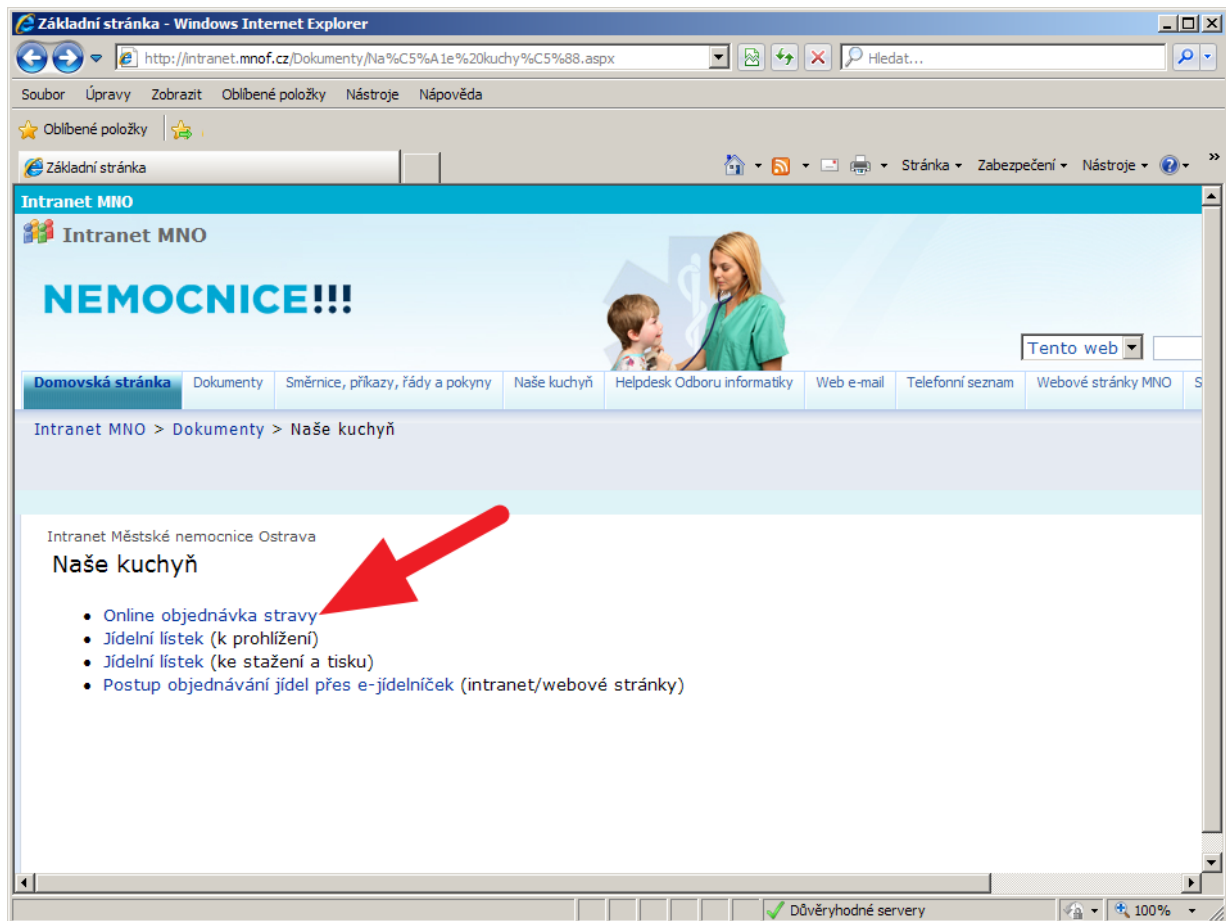 Základní stránka - Windows Internet Explorer
http://intranet.mnof.cz/Dokumenty/Na%C5%A1e%20kuchy%C5%88.aspx
Hledat...
Soubor Úpravy Zobrazit Oblíbené položky Nástroje Nápověda
Oblíbené položky
Základní stránka
Stránka Zabezpečení Nástroje »
Intranet MNO
Intranet MNO
NEMOCNICE!!!
Tento web
Domovská stránka Dokumenty Směrnice, příkazy, řády a pokyny Naše kuchyň Helpdesk Odboru informatiky Web e-mail Telefonní seznam Webové stránky MNO S
Intranet MNO > Dokumenty > Naše kuchyň
Intranet Městské nemocnice Ostrava
Naše kuchyň
• Online objednávka stravy
• Jídelní lístek (k prohlížení)
• Jídelní lístek (ke stažení a tisku)
• Postup objednávání jídel přes e-jídelníček (intranet/webové stránky)
Důvěryhodné servery
100%